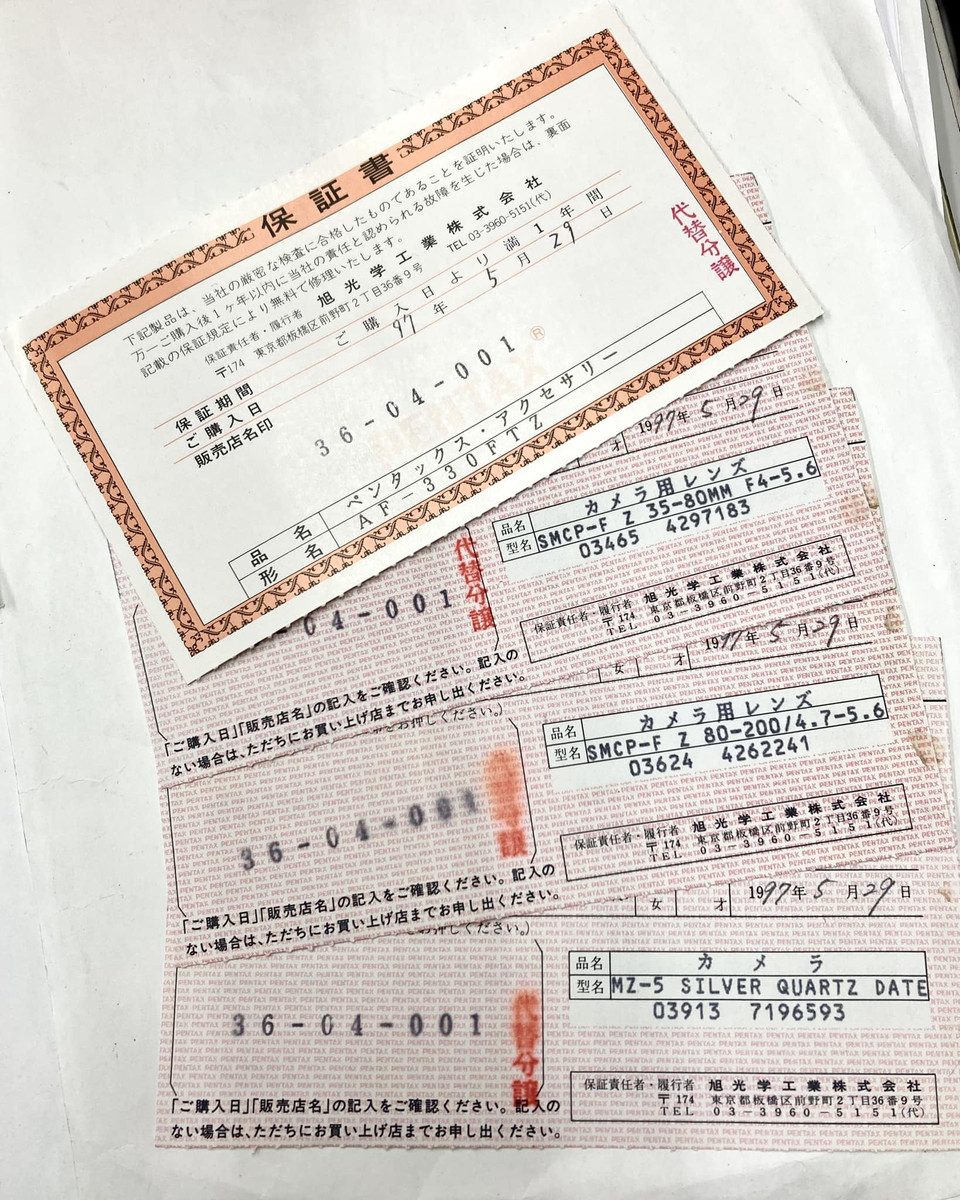 保証書
下記製品は、当社の厳密な検査に合格したものであることを証明いたします。
万一ご購入後1ヶ年以内に当社の責任と認められる故障を生じた場合は、裏面
記載の保証規定により無料で修理いたします。
保証責任者・履行者 旭光学工業株式会社
〒174 東京都板橋区前野町2丁目36番9号 TEL 03-3960-5151(代)
保証期間 ご購入日より満1年間
ご購入日 97年 5月 29日
販売店名印
36-04-001
®
品名 ペンタックス・アクセサリー
形名 AF-330FTZ
代替分譲
才 1997年 5月29日
品名 カメラ用レンズ
型名 SMCP-F Z 35-80MM F4-5.6
03465 4297183
保証責任者・履行者 旭光学工業株式会社
〒174 東京都板橋区前野町2丁目36番9号
TEL 03-3960-5151(代)
04-001
代替分譲
「ご購入日」「販売店名」の記入をご確認ください。記入の
ない場合は、ただちにお買い上げ店までお申し出ください。
女 才 1997年 5月29日
をお押しください。)
品名 カメラ用レンズ
型名 SMCP-F Z 80-200/4.7-5.6
03624 4262241
保証責任者・履行者 旭光学工業株式会社
〒174 東京都板橋区前野町2丁目36番9号
TEL 03-3960-5151(代)
36-04-001
「ご購入日」「販売店名」の記入をご確認ください。記入の
ない場合は、ただちにお買い上げ店までお申し出ください。
女 才 1997年 5月29日
お押しください。)
品名 カメラ
型名 MZ-5 SILVER QUARTZ DATE
03913 7196593
36-04-001
代替分譲
保証責任者・履行者 旭光学工業株式会社
〒174 東京都板橋区前野町2丁目36番9号
TEL 03-3960-5151(代)
「ご購入日」「販売店名」の記入をご確認ください。記入の
ない場合は、ただちにお買い上げ店までお申し出ください。